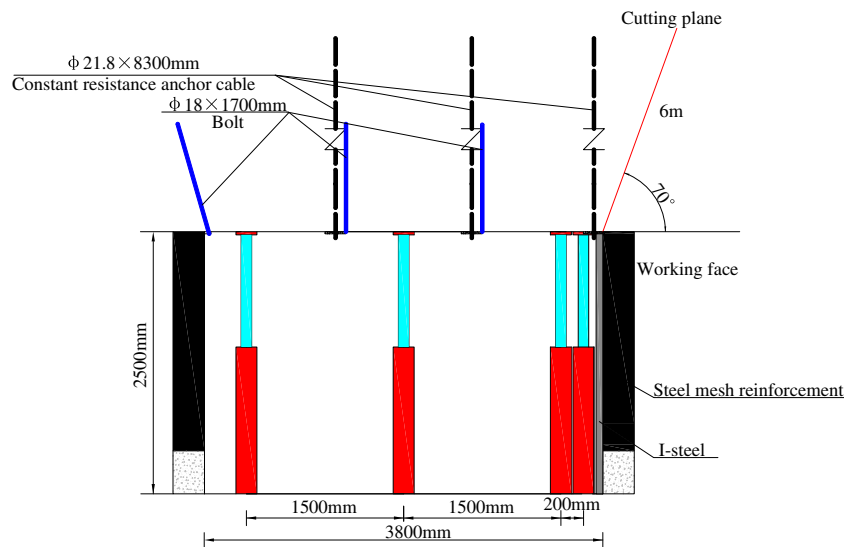 Cutting plane
ϕ 21.8×8300mm
Constant resistance anchor cable
ϕ 18×1700mm
Bolt
6m
70°
Working face
2500mm
Steel mesh reinforcement
I-steel
1500mm
1500mm
200mm
3800mm